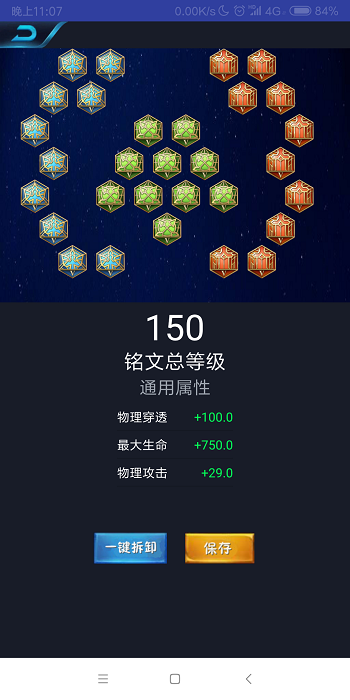 晚上11:07 0.00K/s 4G 84%
150
铭文总等级
通用属性
物理穿透 +100.0
最大生命 +750.0
物理攻击 +29.0
一键拆卸 保存